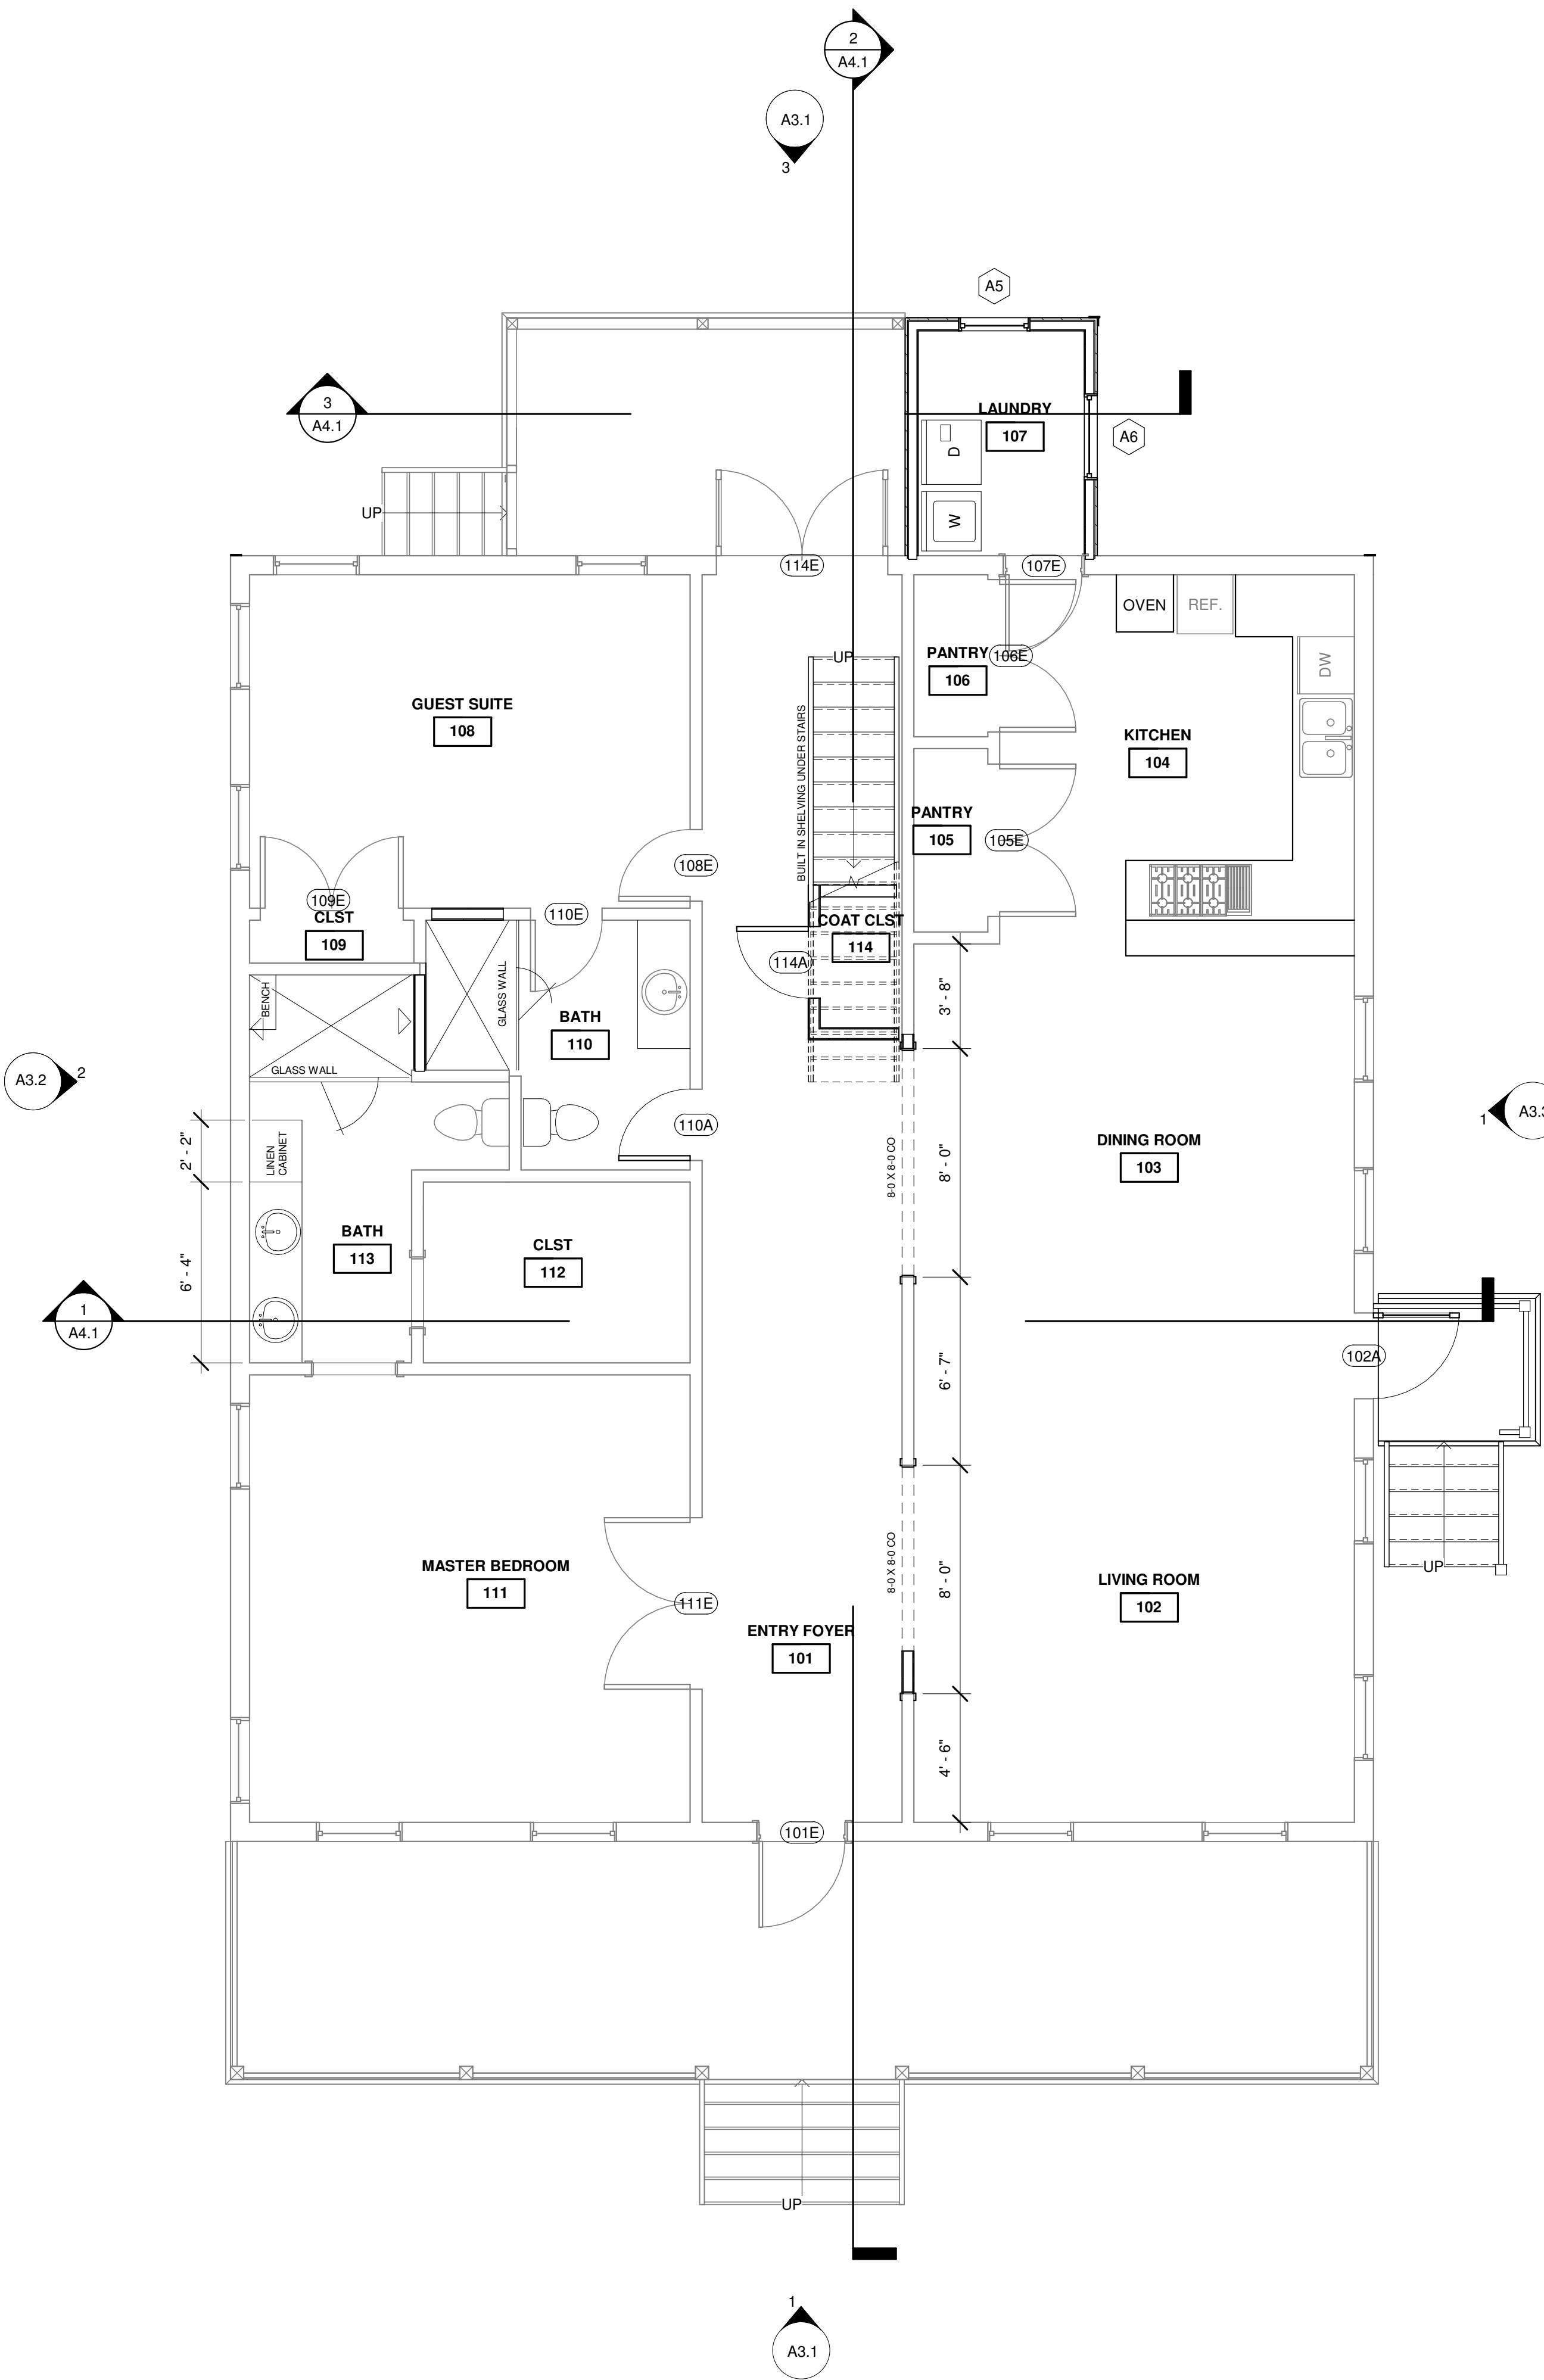 2
A4.1
A3.1
3
A5
3
A4.1
LAUNDRY
107
A6
D
W
UP
114E
107E
OVEN
REF.
PANTRY
106
106E
UP
DW
GUEST SUITE
108
BUILT IN SHELVING UNDER STAIRS
KITCHEN
104
PANTRY
105
105E
108E
109E
CLST
109
110E
COAT CLST
114
114A
BENCH
GLASS WALL
3' - 8"
BATH
110
GLASS WALL
A3.2
2
1
A3.3
110A
2' - 2"
LINEN
CABINET
8-0 X 8-0 CO
8' - 0"
DINING ROOM
103
BATH
113
CLST
112
6' - 4"
1
A4.1
102A
6' - 7"
MASTER BEDROOM
111
111E
8-0 X 8-0 CO
8' - 0"
LIVING ROOM
102
UP
ENTRY FOYER
101
4' - 6"
101E
UP
1
A3.1